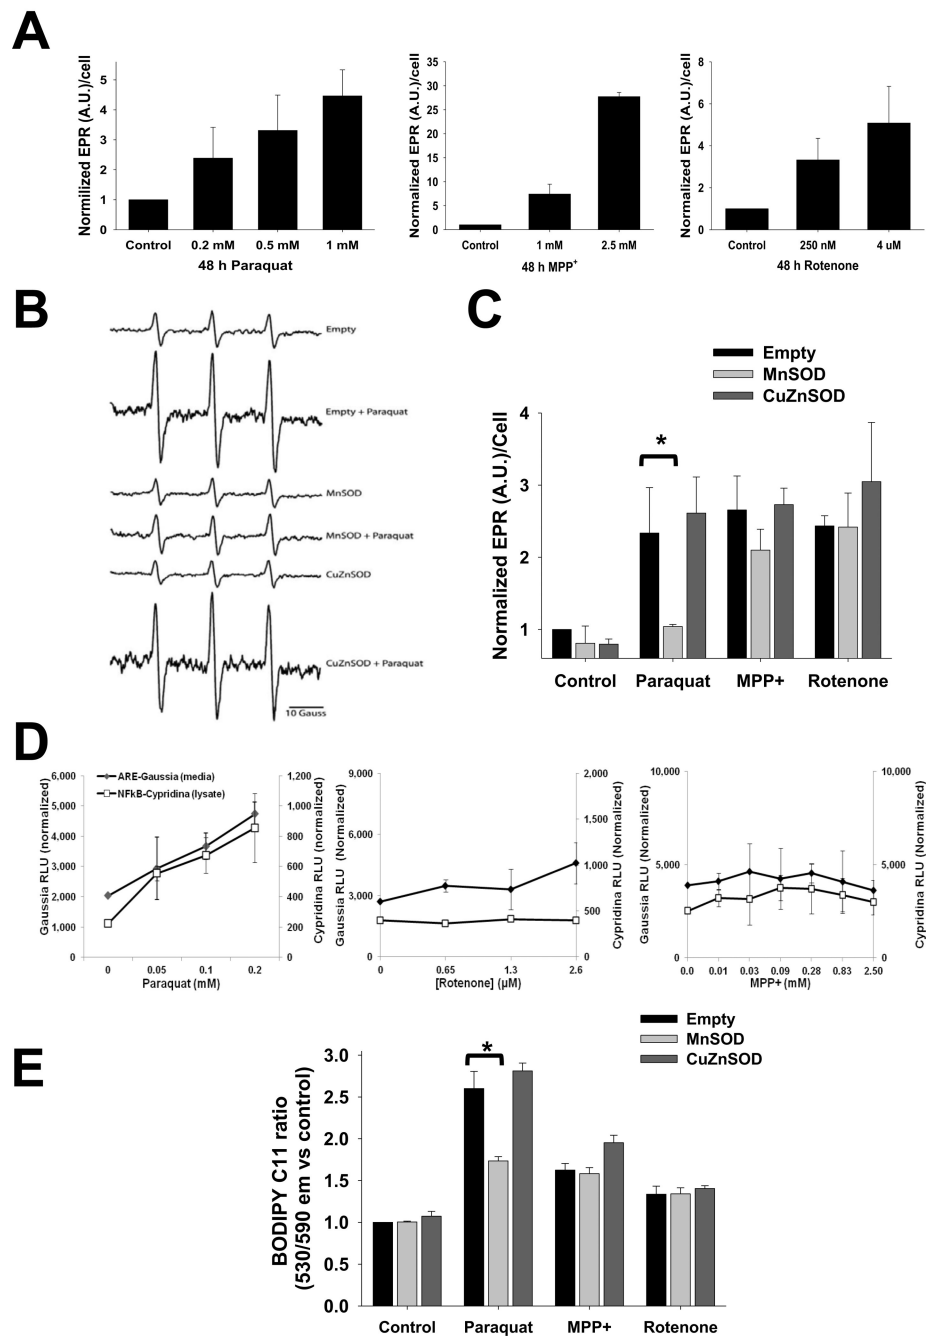 A
Normilized EPR (A.U.)/cell
5
4
3
2
1
0
Control 0.2 mM 0.5 mM 1 mM
48 h Paraquat
Normalized EPR (A.U.)/cell
35
30
25
20
15
10
5
0
Control 1 mM 2.5 mM
48 h MPP+
Normalized EPR (A.U.)/cell
8
6
4
2
0
Control 250 nM 4 uM
48 h Rotenone
B
Empty
Empty + Paraquat
MnSOD
MnSOD + Paraquat
CuZnSOD
CuZnSOD + Paraquat
10 Gauss
C
Empty
MnSOD
CuZnSOD
Normalized EPR (A.U.)/Cell
4
3
2
1
*
Control Paraquat MPP+ Rotenone
D
Gaussia RLU (normalized)
6,000
5,000
4,000
3,000
2,000
1,000
0
ARE-Gaussia (media)
NFkB-Cypridina (lysate)
1,200
1,000
800
600
400
200
0
Cypridina RLU (normalized)
0 0.05 0.1 0.2
Paraquat (mM)
Gaussia RLU (Normalized)
9,000
6,000
3,000
0
2,000
1,500
1,000
500
0
Cypridina RLU (Normalized)
0 0.65 1.3 2.6
[Rotenone] (µM)
Gaussia RLU (Normalized)
10,000
5,000
0
10,000
5,000
0
Cypridina RLU (Normalized)
0.0 0.01 0.03 0.09 0.28 0.83 2.50
MPP+ (mM)
E
Empty
MnSOD
CuZnSOD
BODIPY C11 ratio
(530/590 em vs control)
3.0
2.5
2.0
1.5
1.0
0.5
0.0
*
Control Paraquat MPP+ Rotenone